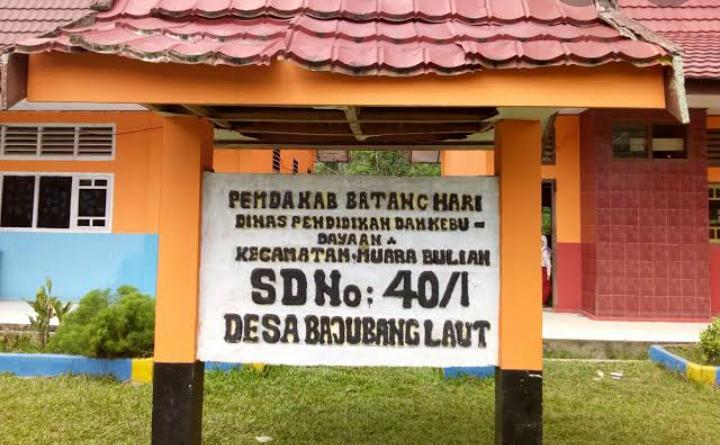 PEMDA KAB BATANG HARI
DINAS PENDIDIKAN DAN KEBU -
DAYAAN
KECAMATAN. MUARA BULIAN
SD No: 40/I
DESA BAJUBANG LAUT